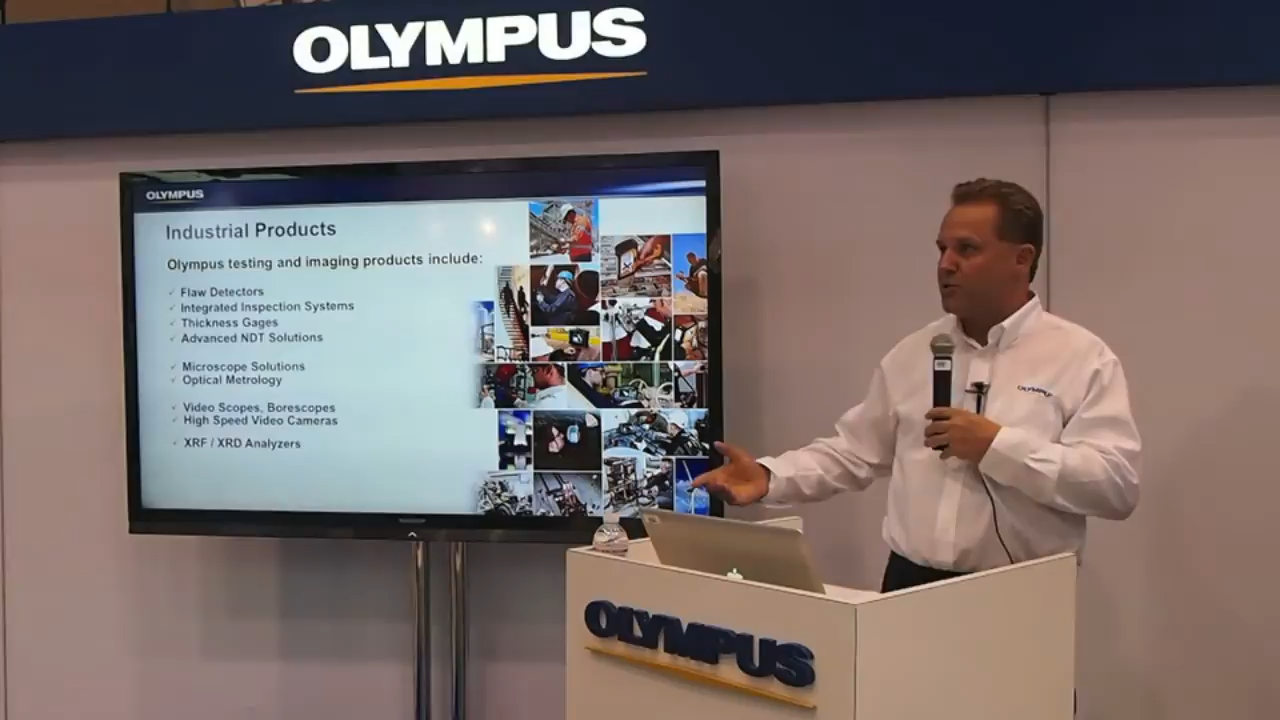 OLYMPUS
OLYMPUS
Industrial Products
Olympus testing and imaging products include:
✓ Flaw Detectors
✓ Integrated Inspection Systems
✓ Thickness Gages
✓ Advanced NDT Solutions
✓ Microscope Solutions
✓ Optical Metrology
✓ Video Scopes, Borescopes
✓ High Speed Video Cameras
✓ XRF / XRD Analyzers
OLYMPUS
OLYMPUS